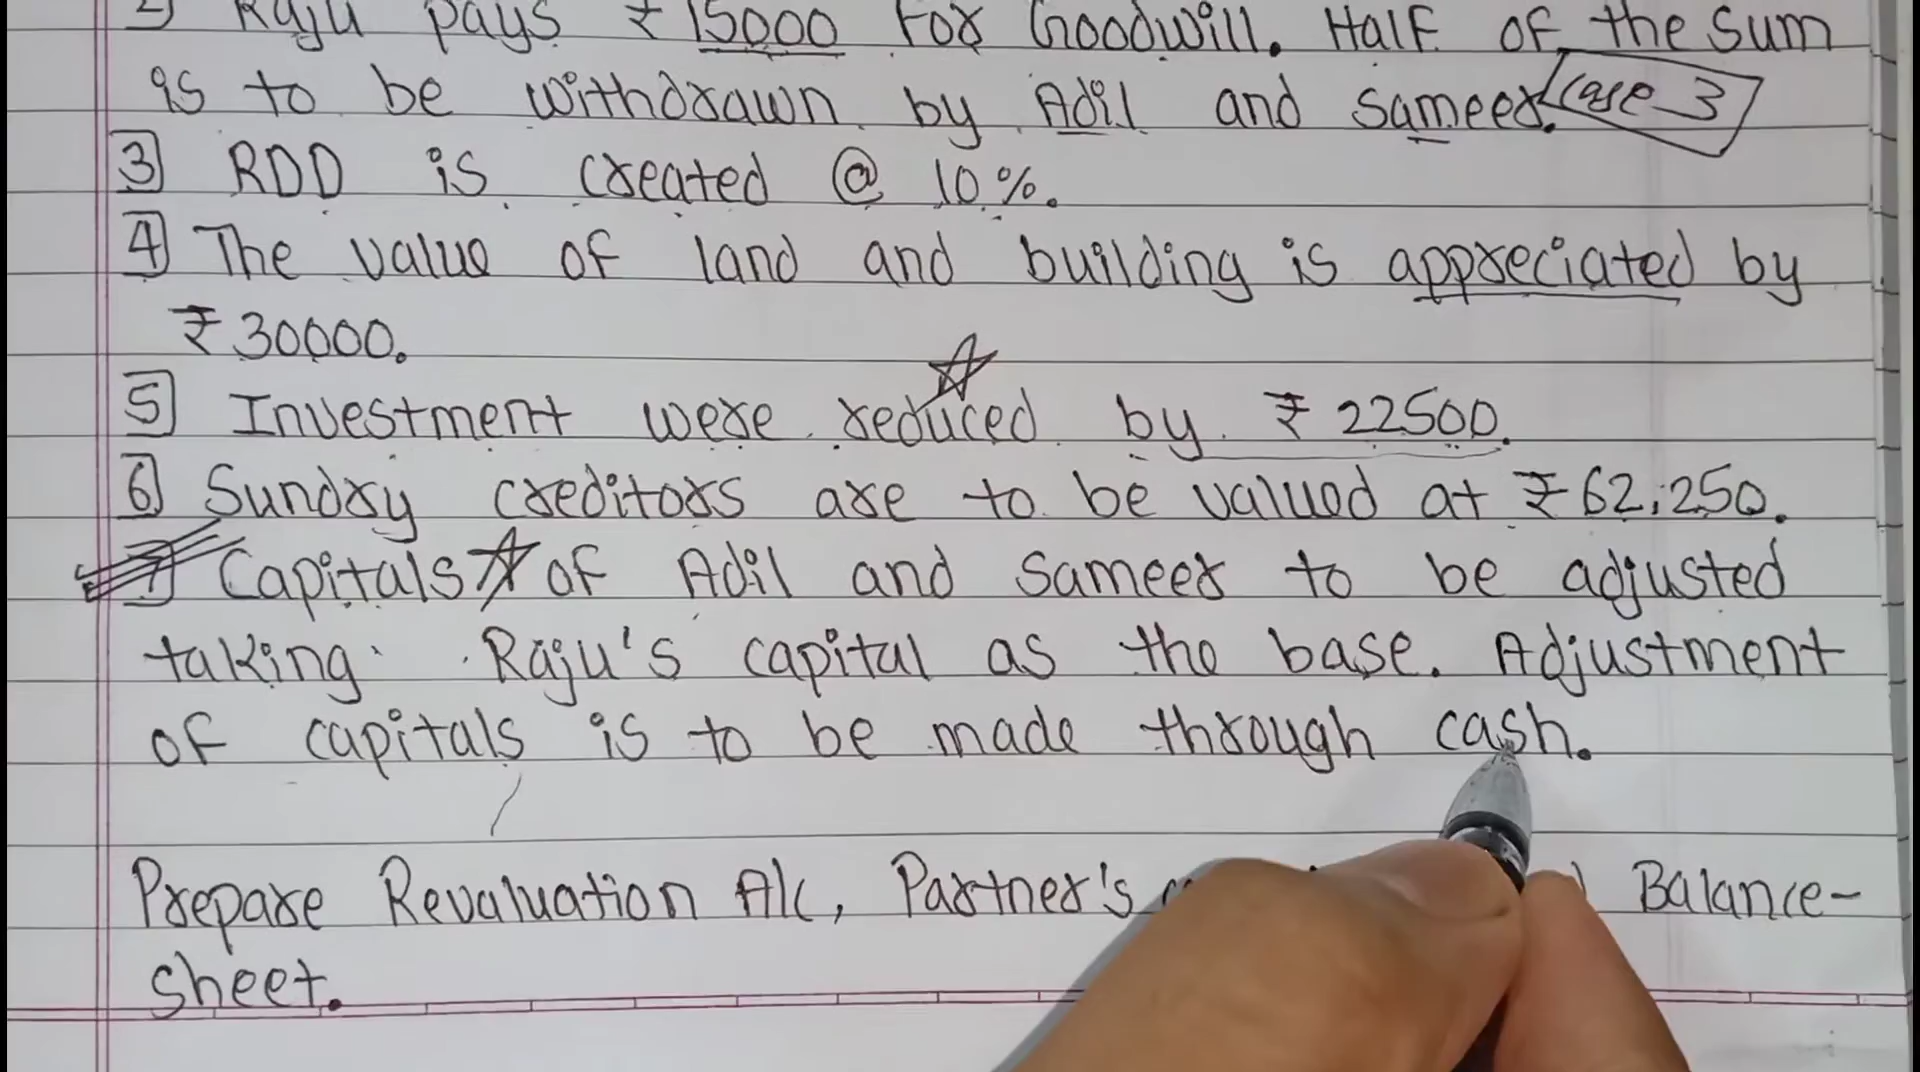 2) Raju pays ₹ 15000 for Goodwill. Half of the sum
is to be withdrawn by Adil and Sameer. Case 3
3 RDD is created @ 10%.
4 The value of land and building is appreciated by
₹ 30000.
5 Investment were reduced by ₹ 22500.
6 Sundry creditors are to be valued at ₹ 62,250.
7 Capitals of Adil and Sameer to be adjusted
taking Raju's capital as the base. Adjustment
of capitals is to be made through cash.
Prepare Revaluation A/c, Partner's Balance-
sheet.